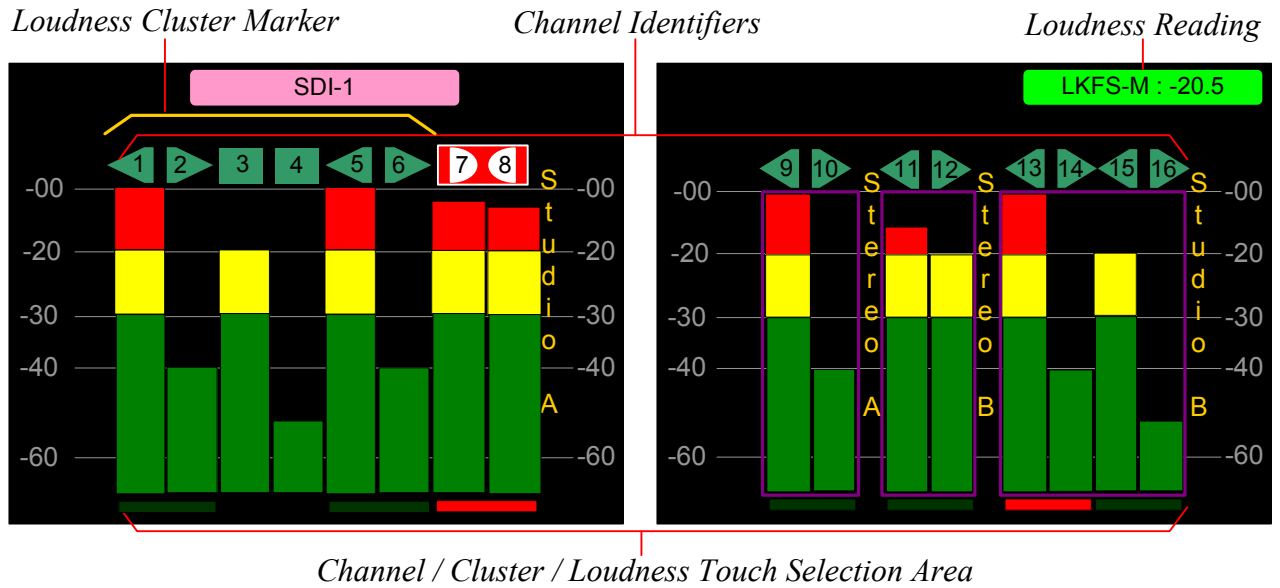 Loudness Cluster Marker
Channel Identifiers
Loudness Reading
SDI-1
LKFS-M : -20.5
1 2 3 4 5 6 7 8
9 10 11 12 13 14 15 16
-00
-20
-30
-40
-60
Studio A
-00
-20
-30
-40
-60
-00
-20
-30
-40
-60
Stereo A
Stereo B
Studio B
-00
-20
-30
-40
-60
Channel / Cluster / Loudness Touch Selection Area